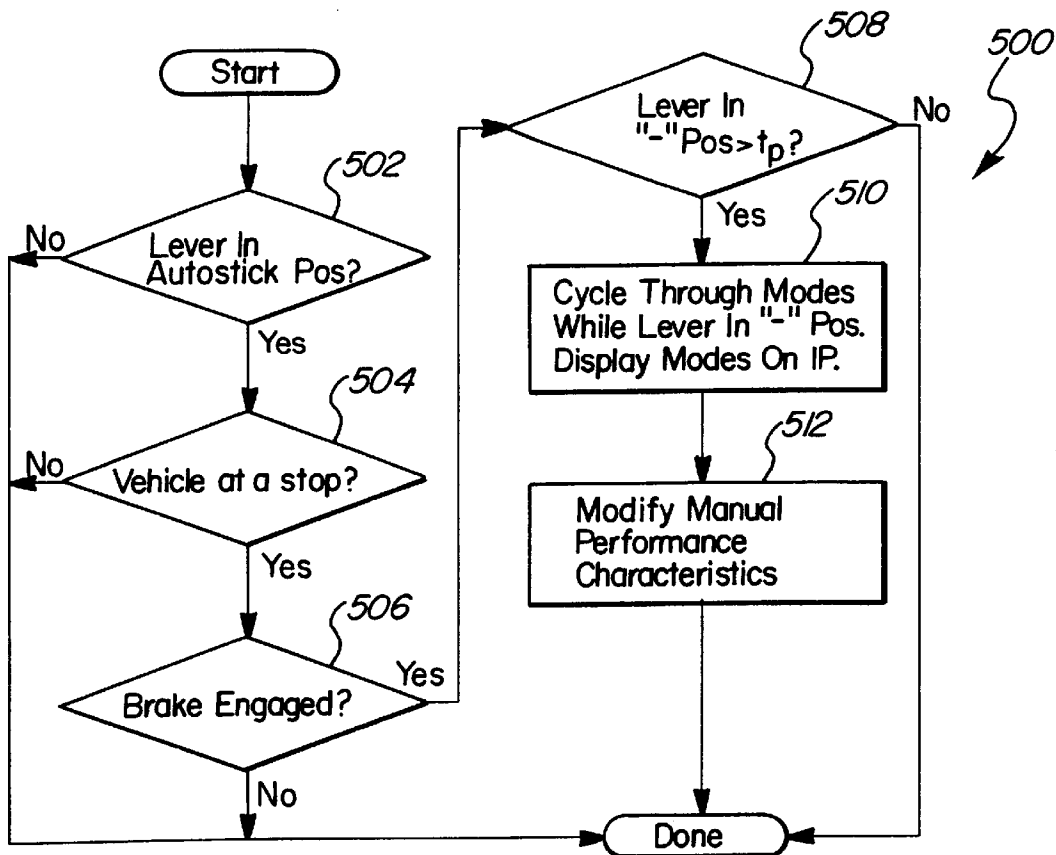 Start
502
Lever In
Autostick Pos?
No
Yes
504
Vehicle at a stop?
No
Yes
506
Brake Engaged?
Yes
No
508
Lever In
"-" Pos>tp?
No
Yes
500
510
Cycle Through Modes
While Lever In "-" Pos.
Display Modes On IP.
512
Modify Manual
Performance
Characteristics
Done